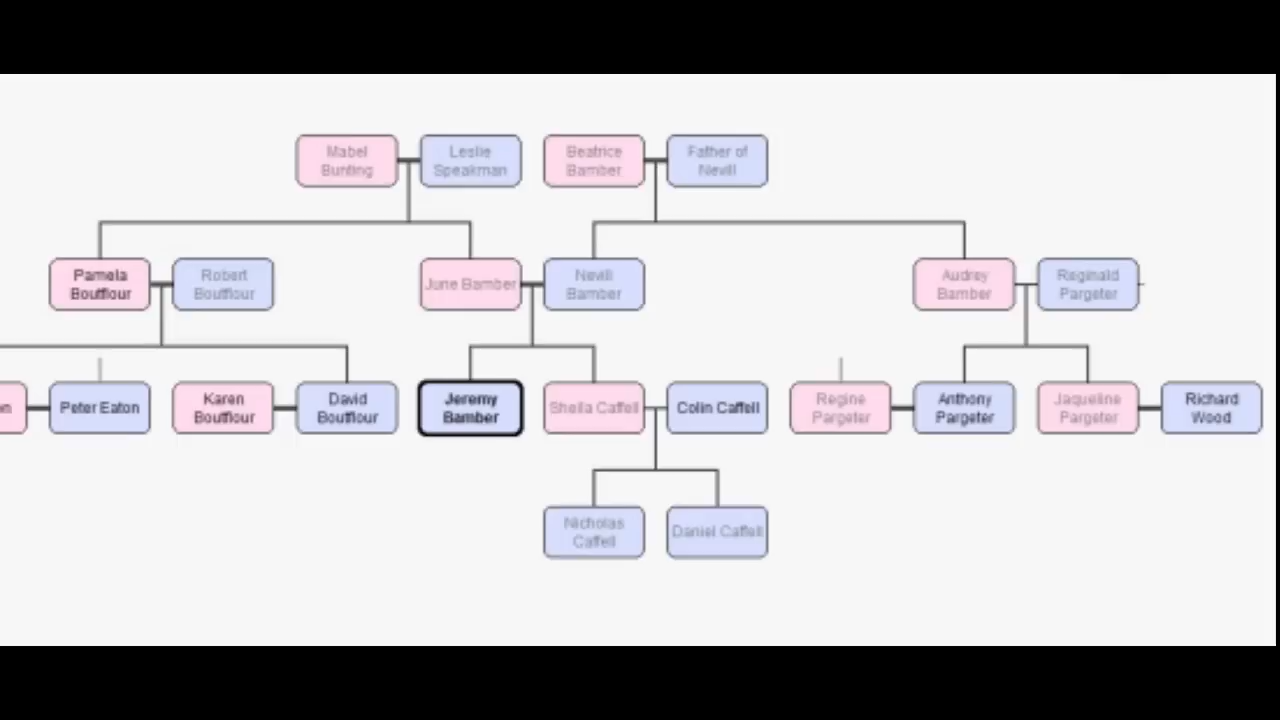 Mabel
Bunting
Leslie
Speakman
Beatrice
Bamber
Father of
Nevill
Pamela
Boutflour
Robert
Boutflour
June Bamber
Nevill
Bamber
Audrey
Bamber
Reginald
Pargeter
Peter Eaton
Karen
Boutflour
David
Boutflour
Jeremy
Bamber
Sheila Caffell
Colin Caffell
Regine
Pargeter
Anthony
Pargeter
Jaqueline
Pargeter
Richard
Wood
Nicholas
Caffell
Daniel Caffell